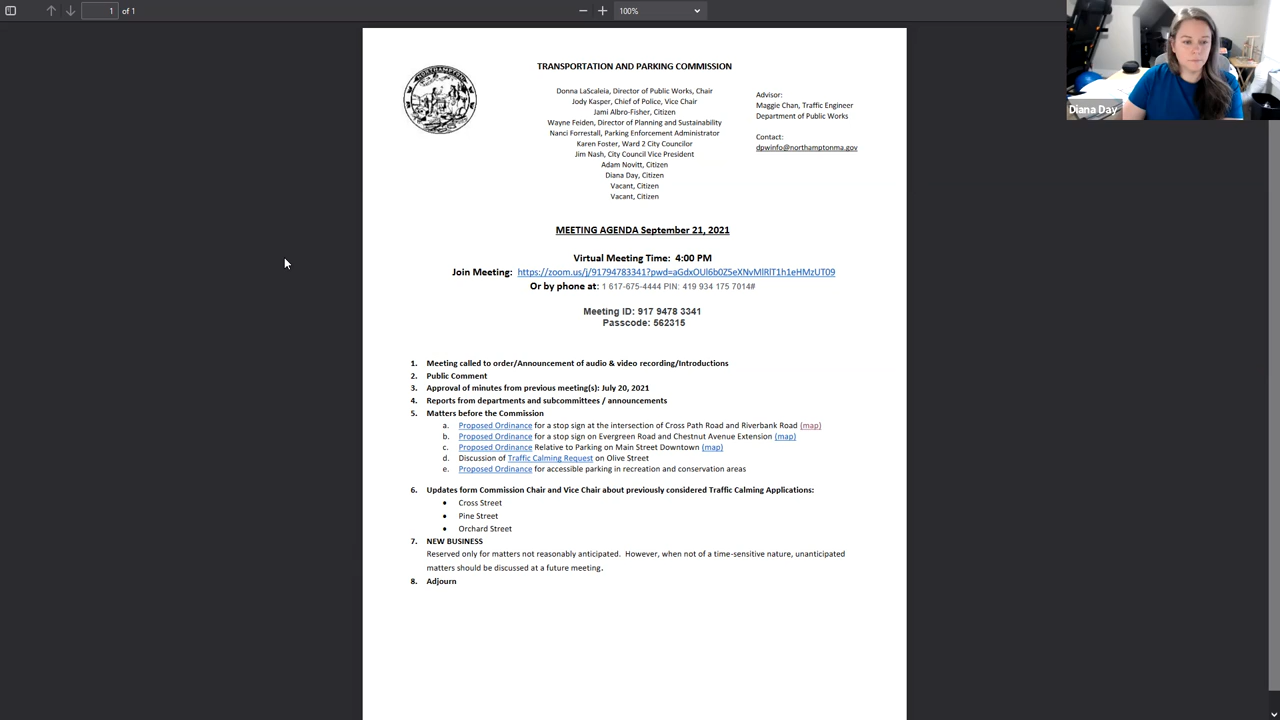 1 of 1
100%
Diana Day
TRANSPORTATION AND PARKING COMMISSION
Donna LaScaleia, Director of Public Works, Chair
Jody Kasper, Chief of Police, Vice Chair
Jami Albro-Fisher, Citizen
Wayne Feiden, Director of Planning and Sustainability
Nanci Forrestall, Parking Enforcement Administrator
Karen Foster, Ward 2 City Councilor
Jim Nash, City Council Vice President
Adam Novitt, Citizen
Diana Day, Citizen
Vacant, Citizen
Vacant, Citizen
Advisor:
Maggie Chan, Traffic Engineer
Department of Public Works
Contact:
dpwinfo@northamptonma.gov
MEETING AGENDA September 21, 2021
Virtual Meeting Time: 4:00 PM
Join Meeting: https://zoom.us/j/91794783341?pwd=aGdxOUl6b0Z5eXNvMlRlT1h1eHMzUT09
Or by phone at: 1 617-675-4444 PIN: 419 934 175 7014#
Meeting ID: 917 9478 3341
Passcode: 562315
1. Meeting called to order/Announcement of audio & video recording/Introductions
2. Public Comment
3. Approval of minutes from previous meeting(s): July 20, 2021
4. Reports from departments and subcommittees / announcements
5. Matters before the Commission
a. Proposed Ordinance for a stop sign at the intersection of Cross Path Road and Riverbank Road (map)
b. Proposed Ordinance for a stop sign on Evergreen Road and Chestnut Avenue Extension (map)
c. Proposed Ordinance Relative to Parking on Main Street Downtown (map)
d. Discussion of Traffic Calming Request on Olive Street
e. Proposed Ordinance for accessible parking in recreation and conservation areas
6. Updates form Commission Chair and Vice Chair about previously considered Traffic Calming Applications:
• Cross Street
• Pine Street
• Orchard Street
7. NEW BUSINESS
Reserved only for matters not reasonably anticipated. However, when not of a time-sensitive nature, unanticipated
matters should be discussed at a future meeting.
8. Adjourn